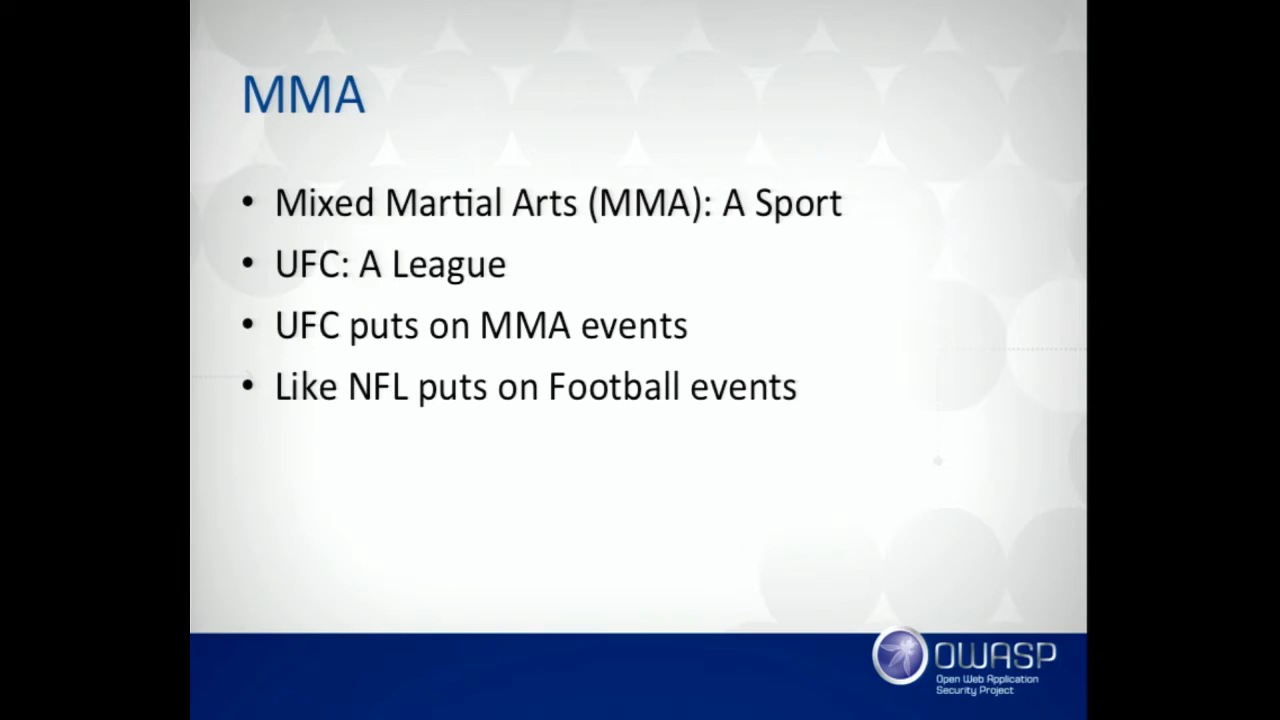 MMA
• Mixed Martial Arts (MMA): A Sport
• UFC: A League
• UFC puts on MMA events
• Like NFL puts on Football events
OWASP
Open Web Application
Security Project